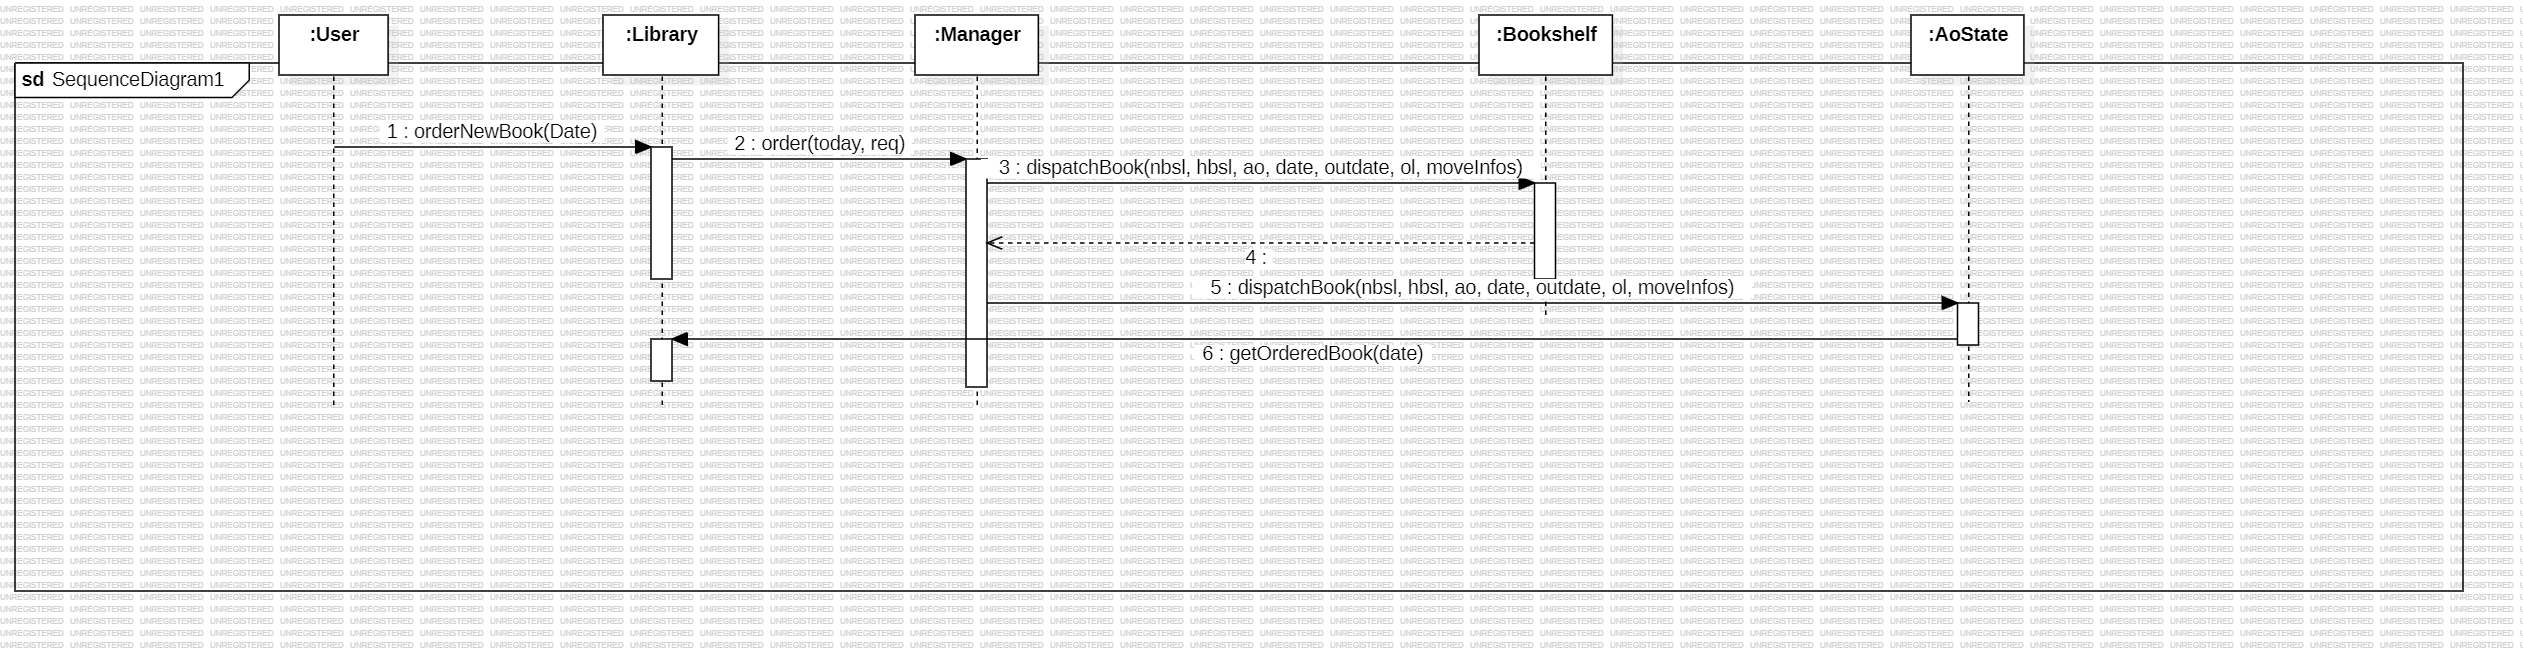 :User
:Library
:Manager
:Bookshelf
:AoState
sd SequenceDiagram1
1 : orderNewBook(Date)
2 : order(today, req)
3 : dispatchBook(nbsl, hbsl, ao, date, outdate, ol, moveInfos)
4 :
5 : dispatchBook(nbsl, hbsl, ao, date, outdate, ol, moveInfos)
6 : getOrderedBook(date)
UNREGISTERED